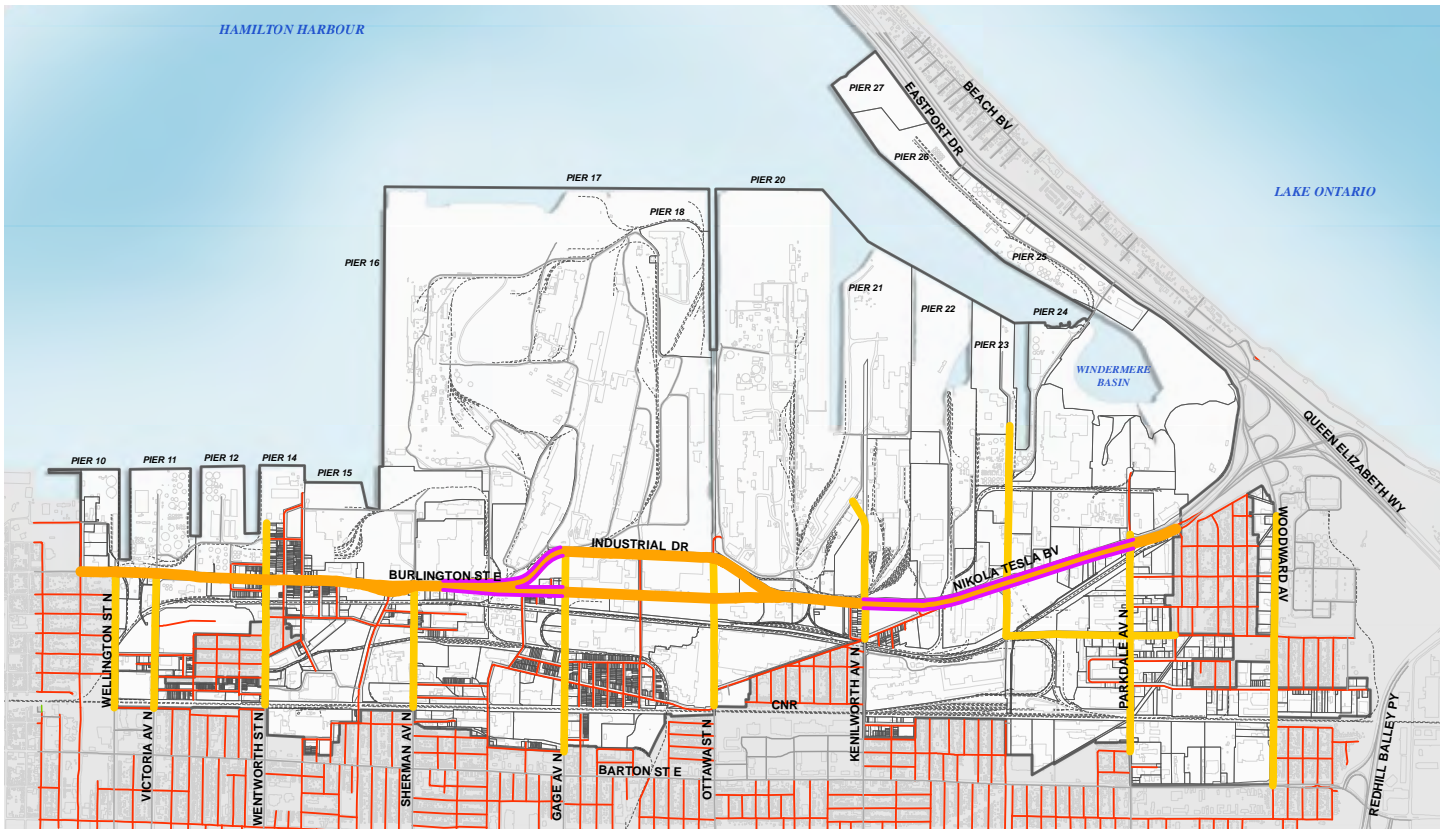 HAMILTON HARBOUR
PIER 27
BEACH BV
EASTPORT DR
PIER 26
PIER 17
PIER 20
LAKE ONTARIO
PIER 18
PIER 16
PIER 25
PIER 21
PIER 22
PIER 24
PIER 23
WINDERMERE
BASIN
QUEEN ELIZABETH WY
PIER 10
PIER 11
PIER 12
PIER 14
PIER 15
WOODWARD AV
INDUSTRIAL DR
BURLINGTON ST E
NIKOLA TESLA BV
WELLINGTON ST N
PARKDALE AV N
KENILWORTH AV N
CNR
REDHILL BALLEY PY
VICTORIA AV N
WENTWORTH ST N
SHERMAN AV N
GAGE AV N
OTTAWA ST N
BARTON ST E